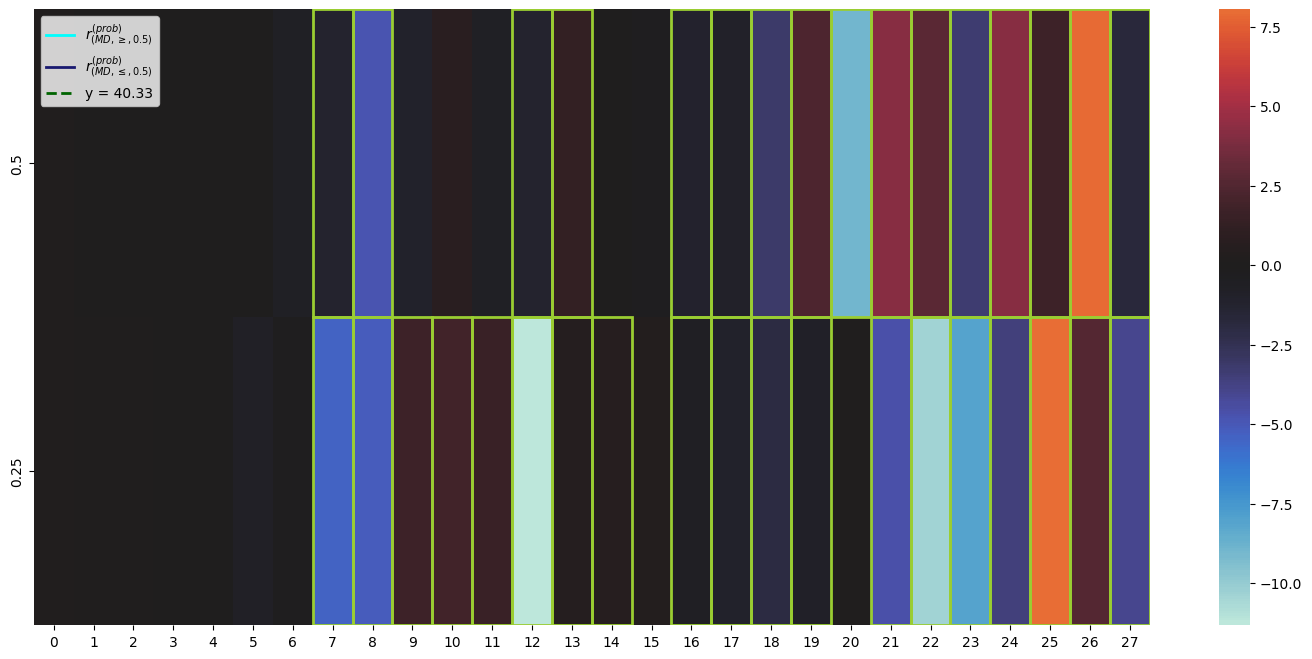 r^{(prob)}_{(MD, ≥, 0.5)}
r^{(prob)}_{(MD, ≤, 0.5)}
y = 40.33
0.5
0.25
0 1 2 3 4 5 6 7 8 9 10 11 12 13 14 15 16 17 18 19 20 21 22 23 24 25 26 27
7.5
5.0
2.5
0.0
−2.5
−5.0
−7.5
−10.0